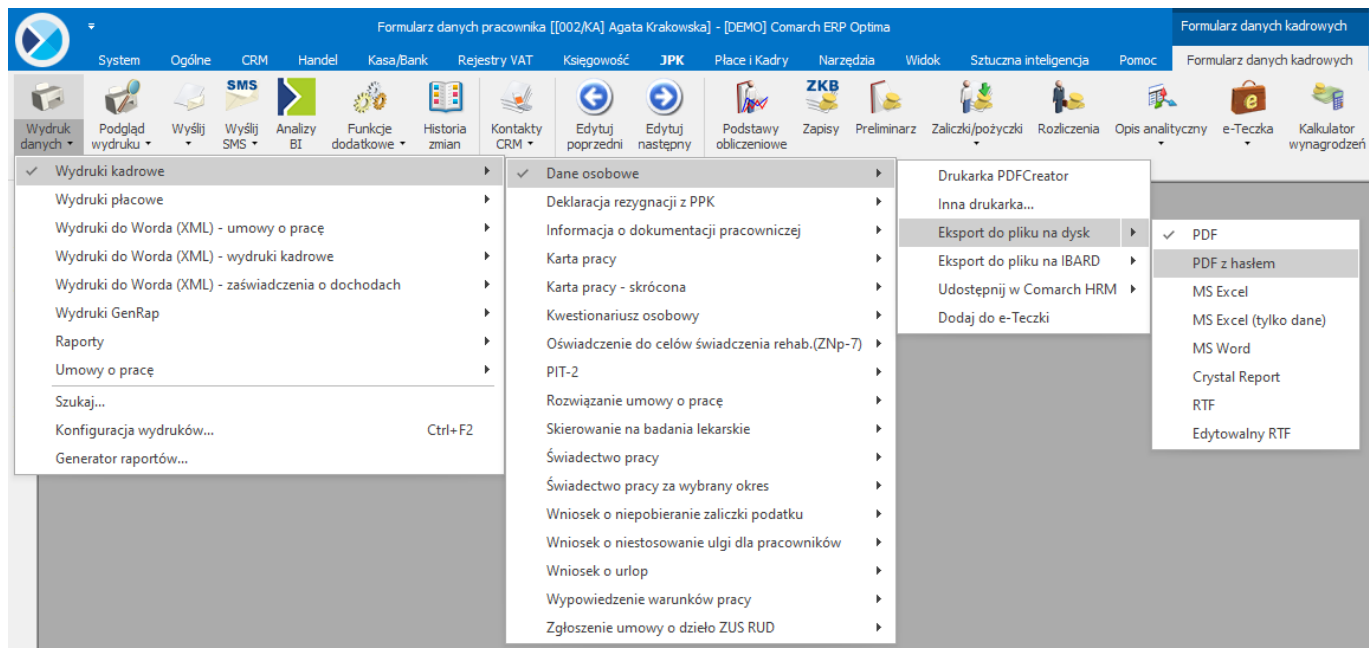 Formularz danych pracownika [[002/KA] Agata Krakowska] - [DEMO] Comarch ERP Optima
Formularz danych kadrowych
System Ogólne CRM Handel Kasa/Bank Rejestry VAT Księgowość JPK Płace i Kadry Narzędzia Widok Sztuczna inteligencja Pomoc Formularz danych kadrowych
SMS
ZKB
Wydruk danych
Podgląd wydruku
Wyślij
Wyślij SMS
Analizy BI
Funkcje dodatkowe
Historia zmian
Kontakty CRM
Edytuj poprzedni
Edytuj następny
Podstawy obliczeniowe
Zapisy
Preliminarz
Zaliczki/pożyczki
Rozliczenia
Opis analityczny
e
e-Teczka
Kalkulator wynagrodzeń
Wydruki kadrowe
Wydruki płacowe
Wydruki do Worda (XML) - umowy o pracę
Wydruki do Worda (XML) - wydruki kadrowe
Wydruki do Worda (XML) - zaświadczenia o dochodach
Wydruki GenRap
Raporty
Umowy o pracę
Szukaj...
Konfiguracja wydruków... Ctrl+F2
Generator raportów...
Dane osobowe
Deklaracja rezygnacji z PPK
Informacja o dokumentacji pracowniczej
Karta pracy
Karta pracy - skrócona
Kwestionariusz osobowy
Oświadczenie do celów świadczenia rehab.(ZNp-7)
PIT-2
Rozwiązanie umowy o pracę
Skierowanie na badania lekarskie
Świadectwo pracy
Świadectwo pracy za wybrany okres
Wniosek o niepobieranie zaliczki podatku
Wniosek o niestosowanie ulgi dla pracowników
Wniosek o urlop
Wypowiedzenie warunków pracy
Zgłoszenie umowy o dzieło ZUS RUD
Drukarka PDFCreator
Inna drukarka...
Eksport do pliku na dysk
Eksport do pliku na IBARD
Udostępnij w Comarch HRM
Dodaj do e-Teczki
PDF
PDF z hasłem
MS Excel
MS Excel (tylko dane)
MS Word
Crystal Report
RTF
Edytowalny RTF